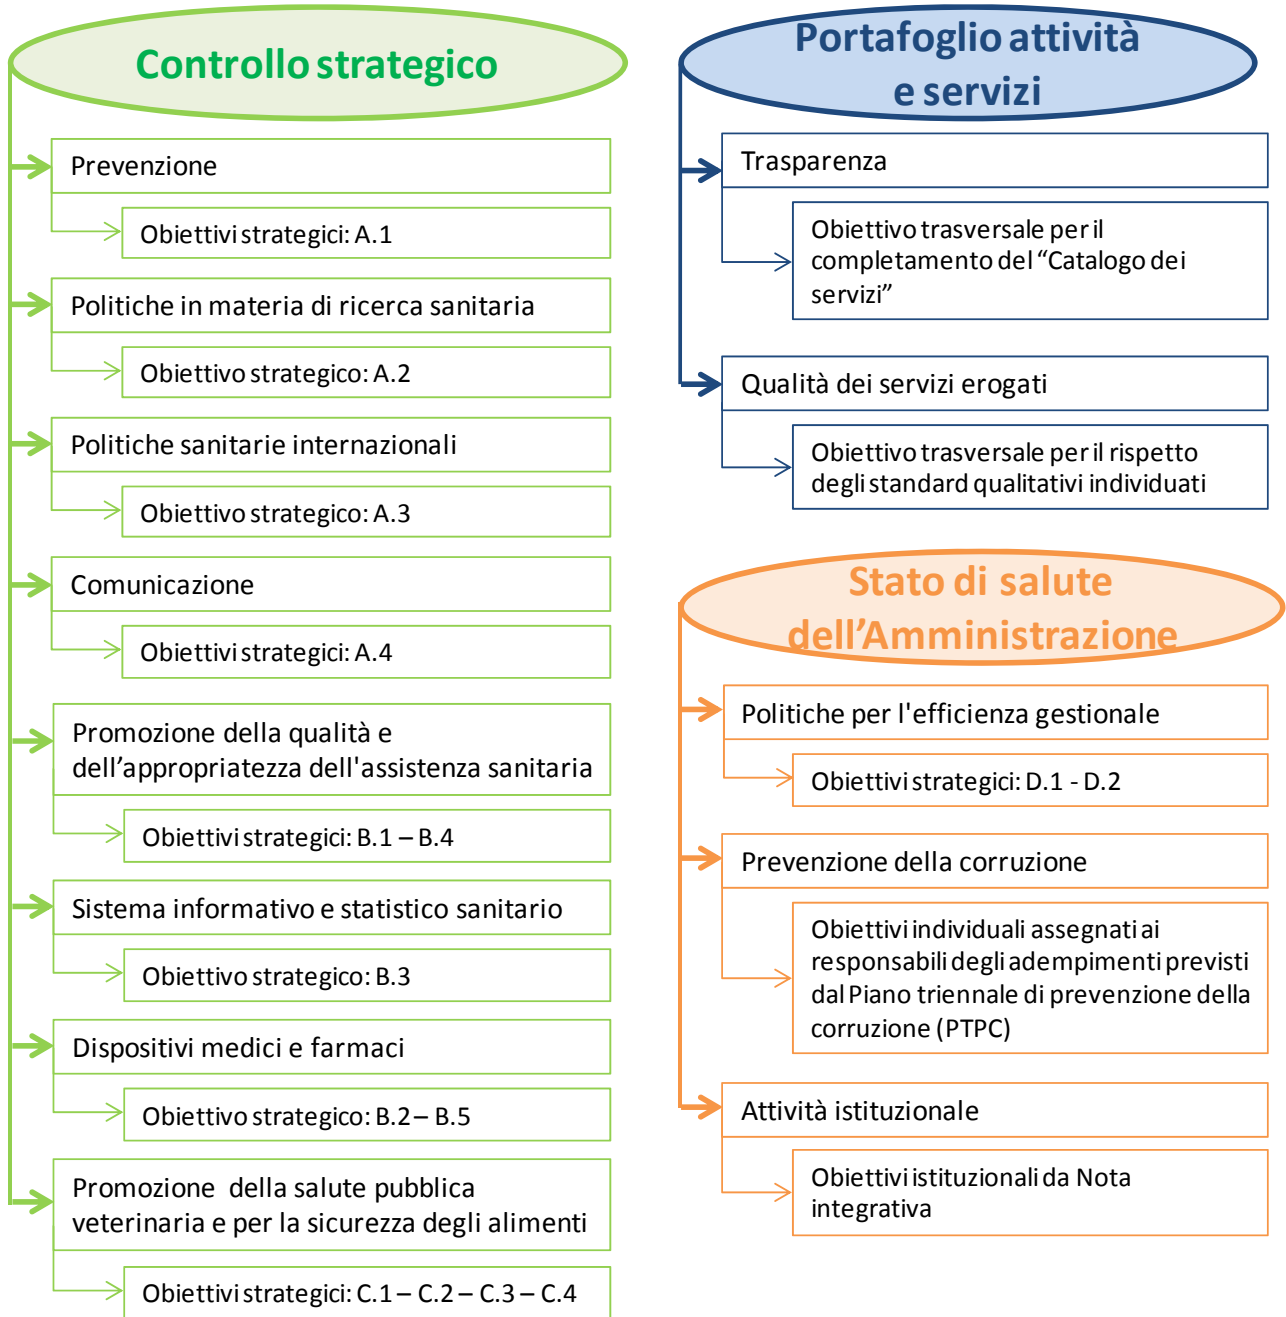 Controllo strategico
Prevenzione
Obiettivi strategici: A.1
Politiche in materia di ricerca sanitaria
Obiettivo strategico: A.2
Politiche sanitarie internazionali
Obiettivo strategico: A.3
Comunicazione
Obiettivi strategici: A.4
Promozione della qualità e
dell’appropriatezza dell'assistenza sanitaria
Obiettivi strategici: B.1 – B.4
Sistema informativo e statistico sanitario
Obiettivo strategico: B.3
Dispositivi medici e farmaci
Obiettivo strategico: B.2 – B.5
Promozione della salute pubblica
veterinaria e per la sicurezza degli alimenti
Obiettivi strategici: C.1 – C.2 – C.3 – C.4
Portafoglio attività
e servizi
Trasparenza
Obiettivo trasversale per il
completamento del “Catalogo dei
servizi”
Qualità dei servizi erogati
Obiettivo trasversale per il rispetto
degli standard qualitativi individuati
Stato di salute
dell’Amministrazione
Politiche per l'efficienza gestionale
Obiettivi strategici: D.1 - D.2
Prevenzione della corruzione
Obiettivi individuali assegnati ai
responsabili degli adempimenti previsti
dal Piano triennale di prevenzione della
corruzione (PTPC)
Attività istituzionale
Obiettivi istituzionali da Nota
integrativa